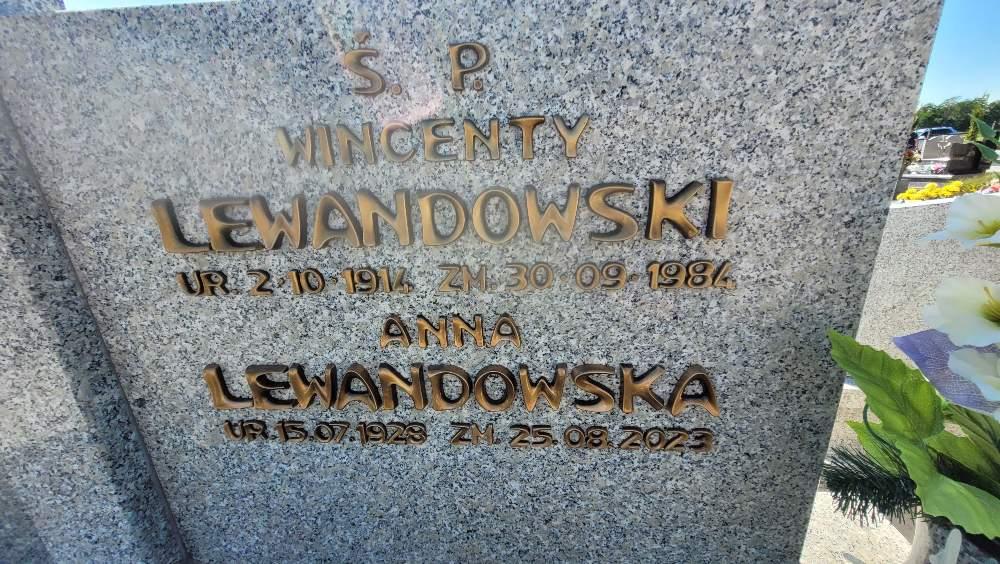 Ś. P.
WINCENTY
LEWANDOWSKI
UR. 2·10·1914 ZM. 30·09·1984
ANNA
LEWANDOWSKA
UR. 15.07.1928 ZM. 25.08.2023